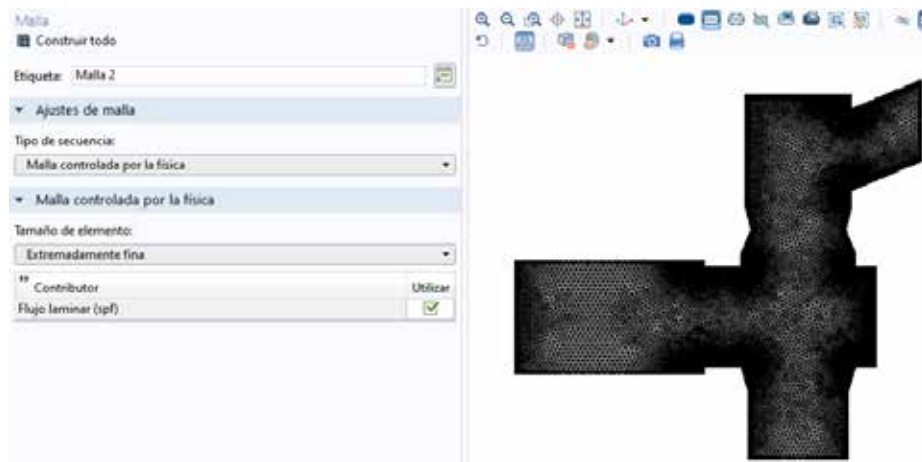 Malla
Construir todo
Etiqueta: Malla 2
Ajustes de malla
Tipo de secuencia:
Malla controlada por la física
Malla controlada por la física
Tamaño de elemento:
Extremadamente fina
" Contributor Utilizar
Flujo laminar (spf)